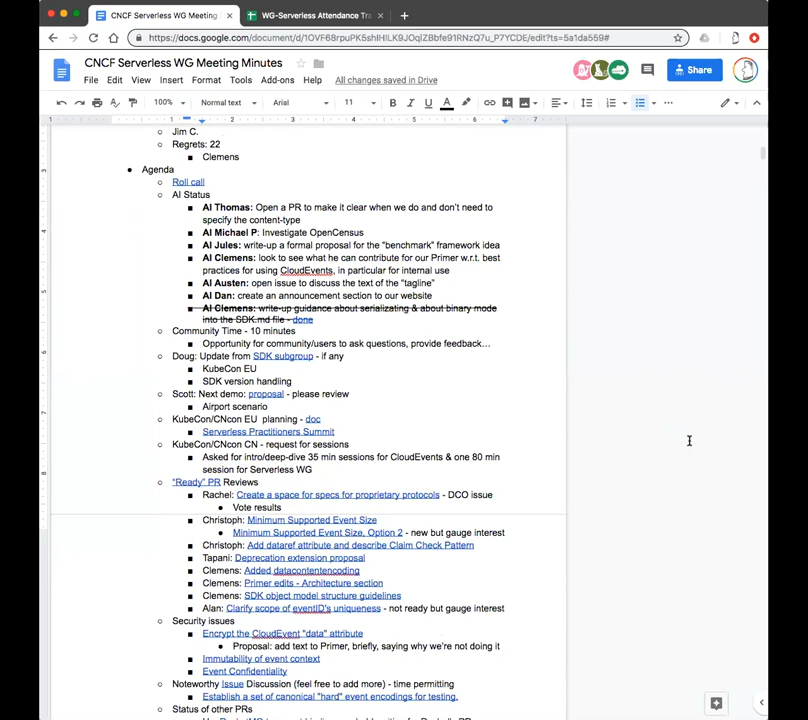 CNCF Serverless WG Meeting
WG-Serverless Attendance Tra
https://docs.google.com/document/d/1OVF68rpuPK5shIHILK9JOqlZBbfe91RNzQ7u_P7YCDE/edit?ts=5a1da559#
CNCF Serverless WG Meeting Minutes
File Edit View Insert Format Tools Add-ons Help All changes saved in Drive
Share
100% Normal text Arial 11
Jim C.
Regrets: 22
Clemens
Agenda
Roll call
AI Status
AI Thomas: Open a PR to make it clear when we do and don't need to
specify the content-type
AI Michael P: Investigate OpenCensus
AI Jules: write-up a formal proposal for the "benchmark" framework idea
AI Clemens: look to see what he can contribute for our Primer w.r.t. best
practices for using CloudEvents, in particular for internal use
AI Austen: open issue to discuss the text of the "tagline"
AI Dan: create an announcement section to our website
AI Clemens: write-up guidance about serializating & about binary mode
into the SDK.md file - done
Community Time - 10 minutes
Opportunity for community/users to ask questions, provide feedback…
Doug: Update from SDK subgroup - if any
KubeCon EU
SDK version handling
Scott: Next demo: proposal - please review
Airport scenario
KubeCon/CNcon EU planning - doc
Serverless Practitioners Summit
KubeCon/CNcon CN - request for sessions
Asked for intro/deep-dive 35 min sessions for CloudEvents & one 80 min
session for Serverless WG
"Ready" PR Reviews
Rachel: Create a space for specs for proprietary protocols - DCO issue
Vote results
Christoph: Minimum Supported Event Size
Minimum Supported Event Size, Option 2 - new but gauge interest
Christoph: Add dataref attribute and describe Claim Check Pattern
Tapani: Deprecation extension proposal
Clemens: Added datacontentencoding
Clemens: Primer edits - Architecture section
Clemens: SDK object model structure guidelines
Alan: Clarify scope of eventID's uniqueness - not ready but gauge interest
Security issues
Encrypt the CloudEvent "data" attribute
Proposal: add text to Primer, briefly, saying why we're not doing it
Immutability of event context
Event Confidentiality
Noteworthy Issue Discussion (feel free to add more) - time permitting
Establish a set of canonical "hard" event encodings for testing.
Status of other PRs